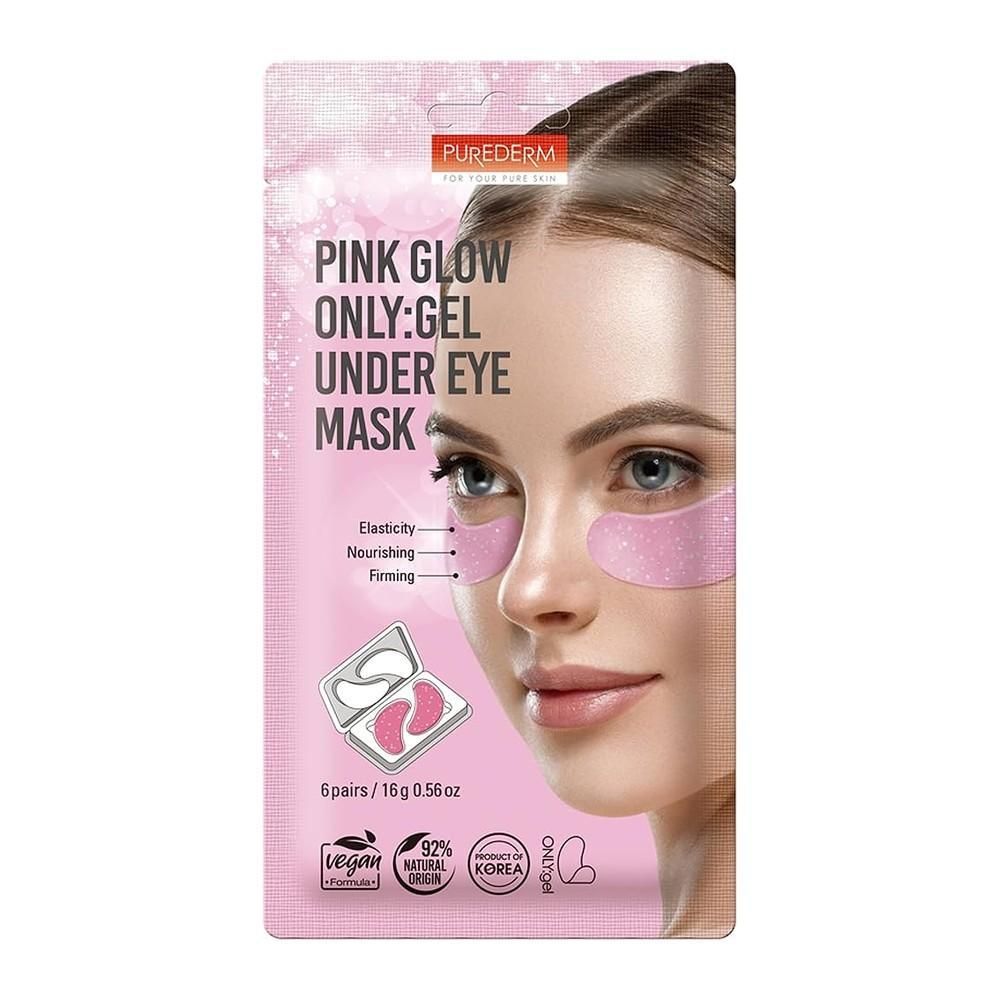 PUREDERM
FOR YOUR PURE SKIN
PINK GLOW
ONLY:GEL
UNDER EYE
MASK
Elasticity
Nourishing
Firming
6 pairs / 16 g 0.56 oz
vegan
Formula
92%
NATURAL
ORIGIN
PRODUCT OF
KOREA
ONLY:gel